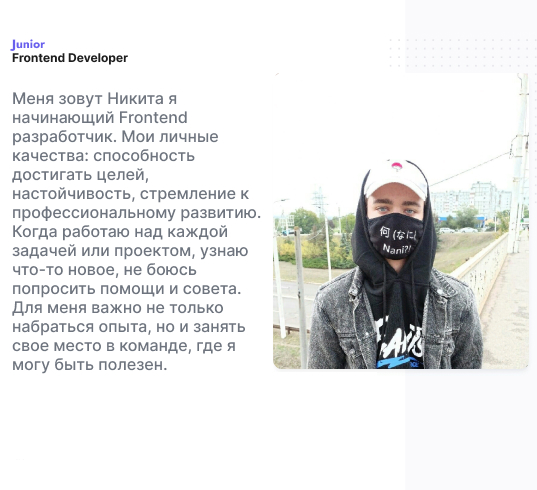 Junior
Frontend Developer
Меня зовут Никита я
начинающий Frontend
разработчик. Мои личные
качества: способность
достигать целей,
настойчивость, стремление к
профессиональному развитию.
Когда работаю над каждой
задачей или проектом, узнаю
что-то новое, не боюсь
попросить помощи и совета.
Для меня важно не только
набраться опыта, но и занять
свое место в команде, где я
могу быть полезен.
何 (なに)
Nani?!